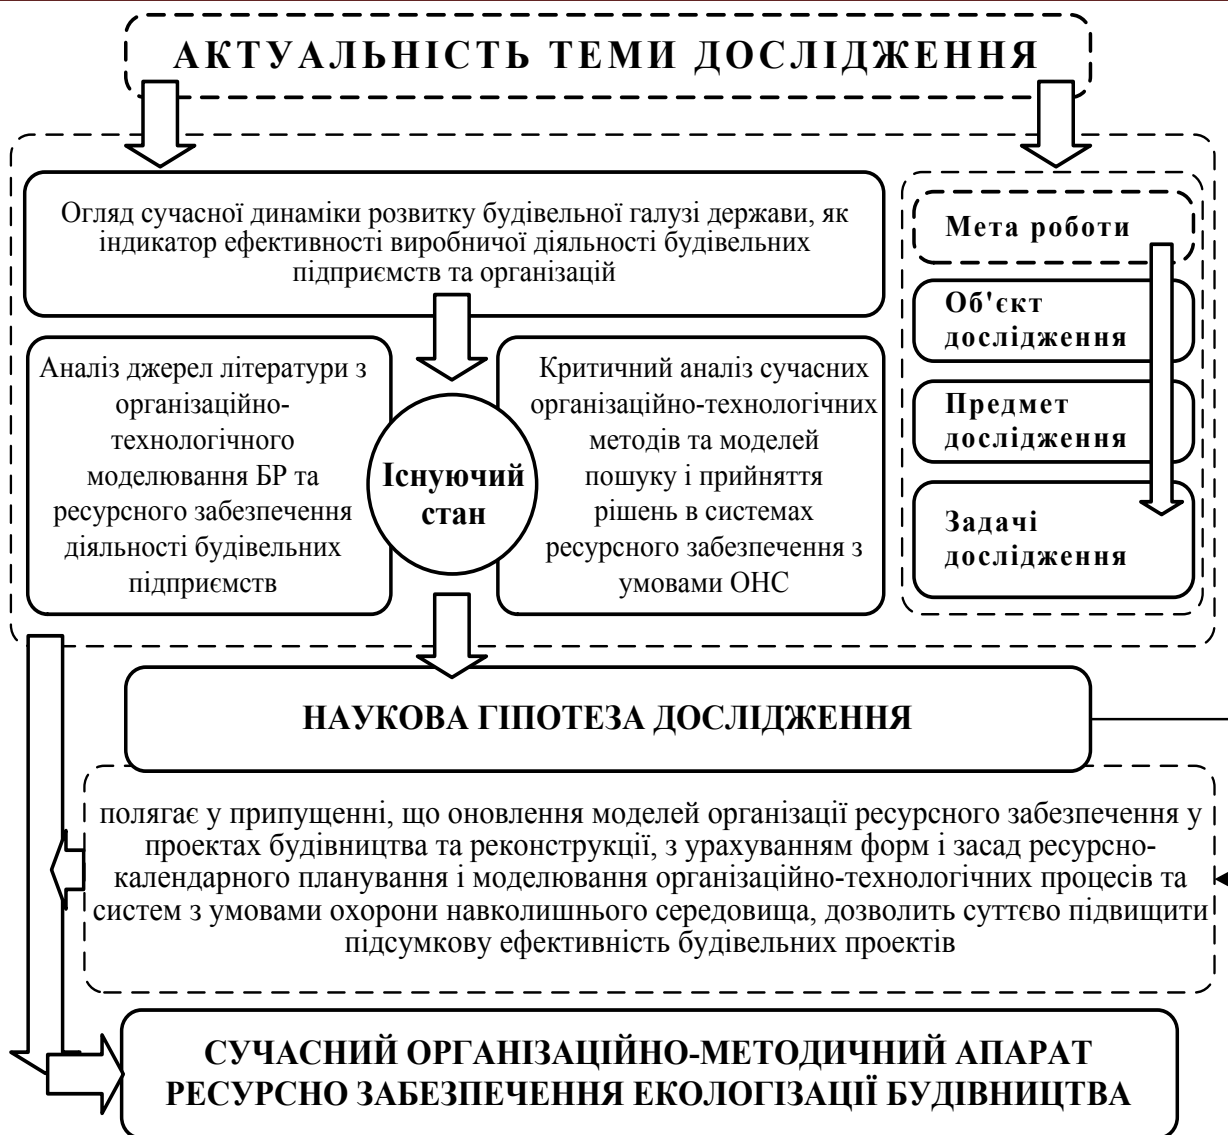 АКТУАЛЬНІСТЬ ТЕМИ ДОСЛІДЖЕННЯ
Огляд сучасної динаміки розвитку будівельної галузі держави, як
індикатор ефективності виробничої діяльності будівельних
підприємств та організацій
Аналіз джерел літератури з
організаційно-
технологічного
моделювання БР та
ресурсного забезпечення
діяльності будівельних
підприємств
Існуючий
стан
Критичний аналіз сучасних
організаційно-технологічних
методів та моделей
пошуку і прийняття
рішень в системах
ресурсного забезпечення з
умовами ОНС
Мета роботи
Об'єкт
дослідження
Предмет
дослідження
Задачі
дослідження
НАУКОВА ГІПОТЕЗА ДОСЛІДЖЕННЯ
полягає у припущенні, що оновлення моделей організації ресурсного забезпечення у
проектах будівництва та реконструкції, з урахуванням форм і засад ресурсно-
календарного планування і моделювання організаційно-технологічних процесів та
систем з умовами охорони навколишнього середовища, дозволить суттєво підвищити
підсумкову ефективність будівельних проектів
СУЧАСНИЙ ОРГАНІЗАЦІЙНО-МЕТОДИЧНИЙ АПАРАТ
РЕСУРСНО ЗАБЕЗПЕЧЕННЯ ЕКОЛОГІЗАЦІЇ БУДІВНИЦТВА